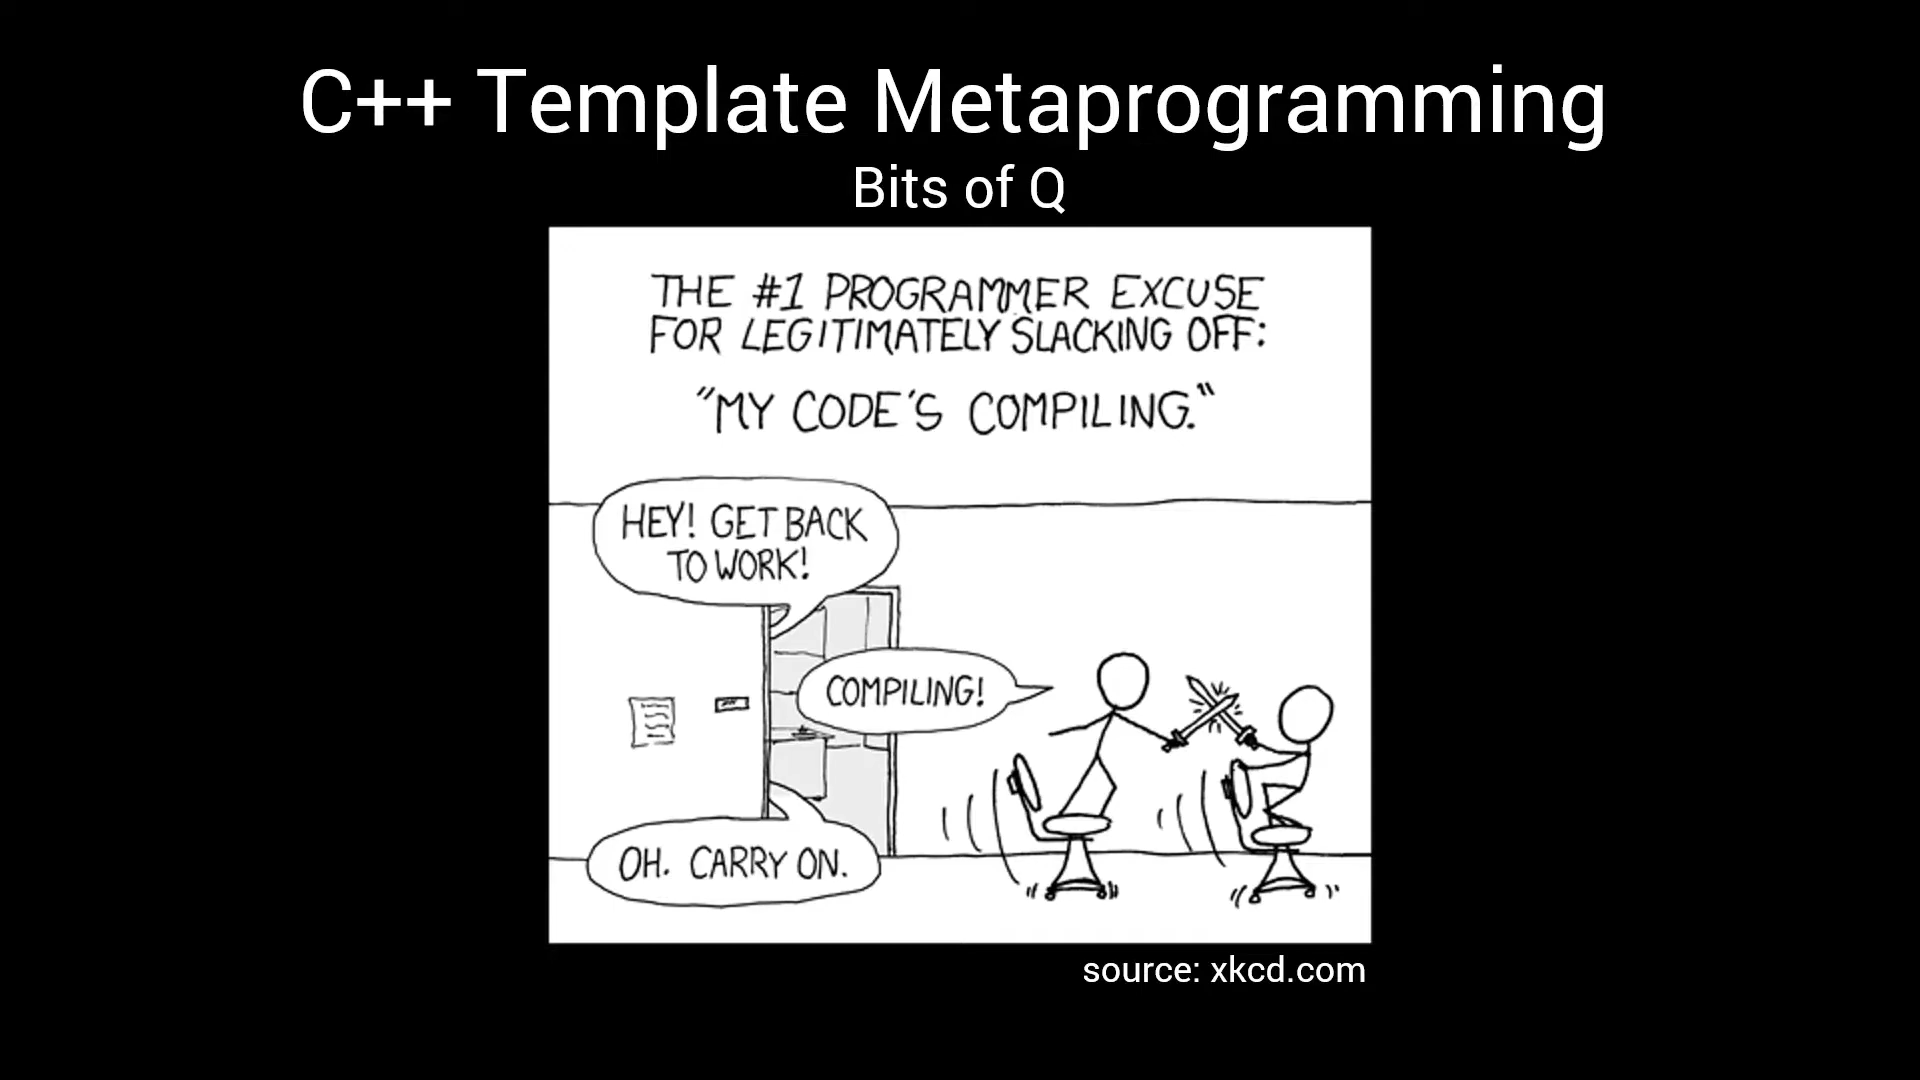 C++ Template Metaprogramming
Bits of Q
THE #1 PROGRAMMER EXCUSE
FOR LEGITIMATELY SLACKING OFF:
"MY CODE'S COMPILING."
HEY! GET BACK
TO WORK!
COMPILING!
OH. CARRY ON.
source: xkcd.com